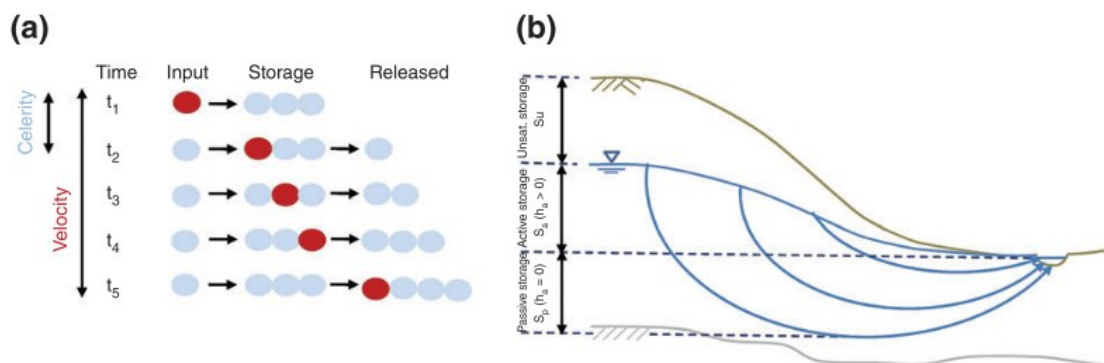 (a)
Time Input Storage Released
t₁
t₂
t₃
t₄
t₅
Celerity
Velocity
(b)
Unsat. storage
Su
Active storage
Sₐ (hₐ > 0)
Passive storage
Sₚ (hₐ = 0)